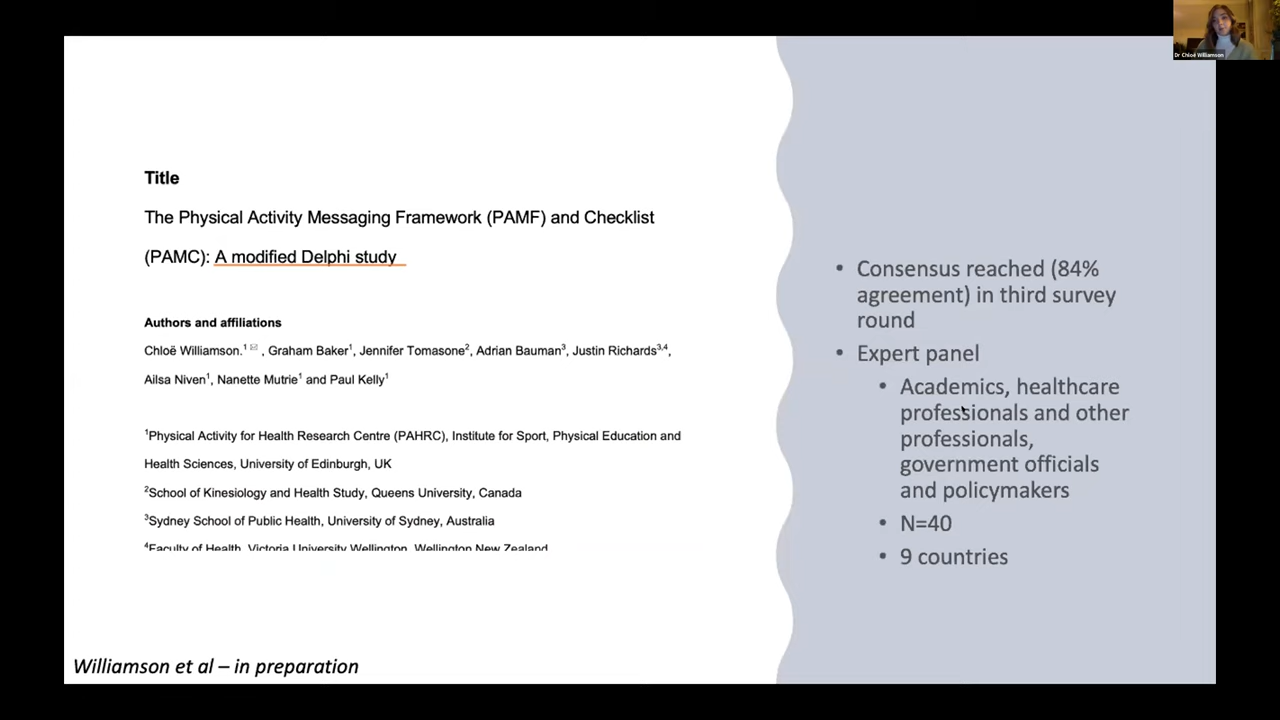 Dr Chloë Williamson
Title
The Physical Activity Messaging Framework (PAMF) and Checklist
(PAMC): A modified Delphi study
Authors and affiliations
Chloë Williamson.¹ ✉ , Graham Baker¹, Jennifer Tomasone², Adrian Bauman³, Justin Richards³,⁴,
Ailsa Niven¹, Nanette Mutrie¹ and Paul Kelly¹
¹Physical Activity for Health Research Centre (PAHRC), Institute for Sport, Physical Education and
Health Sciences, University of Edinburgh, UK
²School of Kinesiology and Health Study, Queens University, Canada
³Sydney School of Public Health, University of Sydney, Australia
⁴Faculty of Health, Victoria University Wellington, Wellington New Zealand
Williamson et al – in preparation
• Consensus reached (84%
agreement) in third survey
round
• Expert panel
• Academics, healthcare
professionals and other
professionals,
government officials
and policymakers
• N=40
• 9 countries